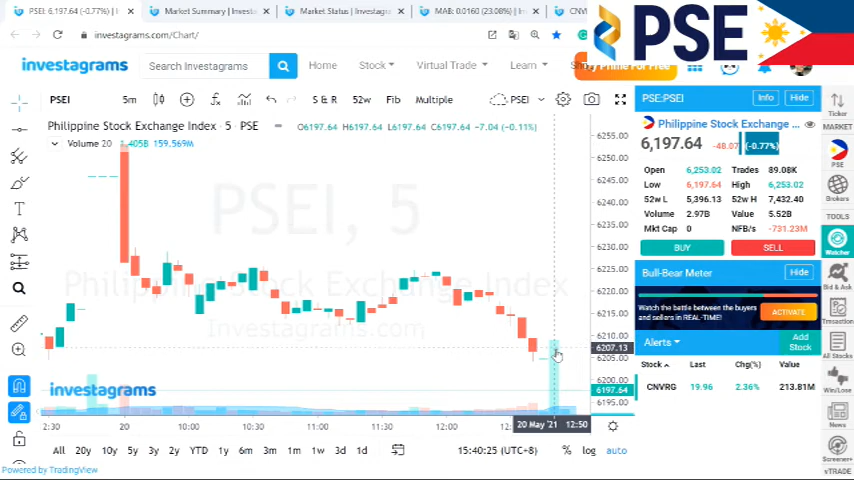 PSEI: 6,197.64 (-0.77%) | In
Market Summary | Investa
Market Status | Investagra
MAB: 0.0160 (23.08%) | In
CNV
PSE
investagrams.com/Chart/
investagrams
Search Investagrams
Home
Stock
Virtual Trade
Learn
Try Prime For Free
PSEI
5m
S & R
52w
Fib
Multiple
PSEI
Philippine Stock Exchange Index · 5 · PSE
O6197.64 H6197.64 L6197.64 C6197.64 -7.04 (-0.11%)
Volume 20 1.405B 159.569M
PSEI, 5
Philippine Stock Exchange Index
Investagrams.com
investagrams
6255.00
6250.00
6245.00
6240.00
6235.00
6230.00
6225.00
6220.00
6215.00
6210.00
6207.13
6205.00
6200.00
6197.64
6195.00
2:30
20
10:00
10:30
11:00
11:30
12:00
20 May '21 12:50
All 20y 10y 5y 3y 2y YTD 1y 6m 3m 1m 1w 3d 1d
15:40:25 (UTC+8)
% log auto
Powered by TradingView
PSE:PSEI
Info
Hide
Philippine Stock Exchange ...
6,197.64 -48.07 (-0.77%)
Open 6,253.02 Trades 89.08K
Low 6,197.64 High 6,253.02
52w L 5,396.13 52w H 7,432.40
Volume 2.97B Value 5.52B
Mkt Cap 0 NFB/s -731.23M
BUY
SELL
Bull-Bear Meter
Hide
Watch the battle between the buyers
and sellers in REAL-TIME!
ACTIVATE
Alerts
Add
Stock
Stock Last Chg(%) Value
CNVRG 19.96 2.36% 213.81M
Ticker
MARKET
PSE
Brokers
TOOLS
Watcher
Bid & Ask
Trnsaction
All Stocks
Win/Lose
News
Screener+
vTRADE